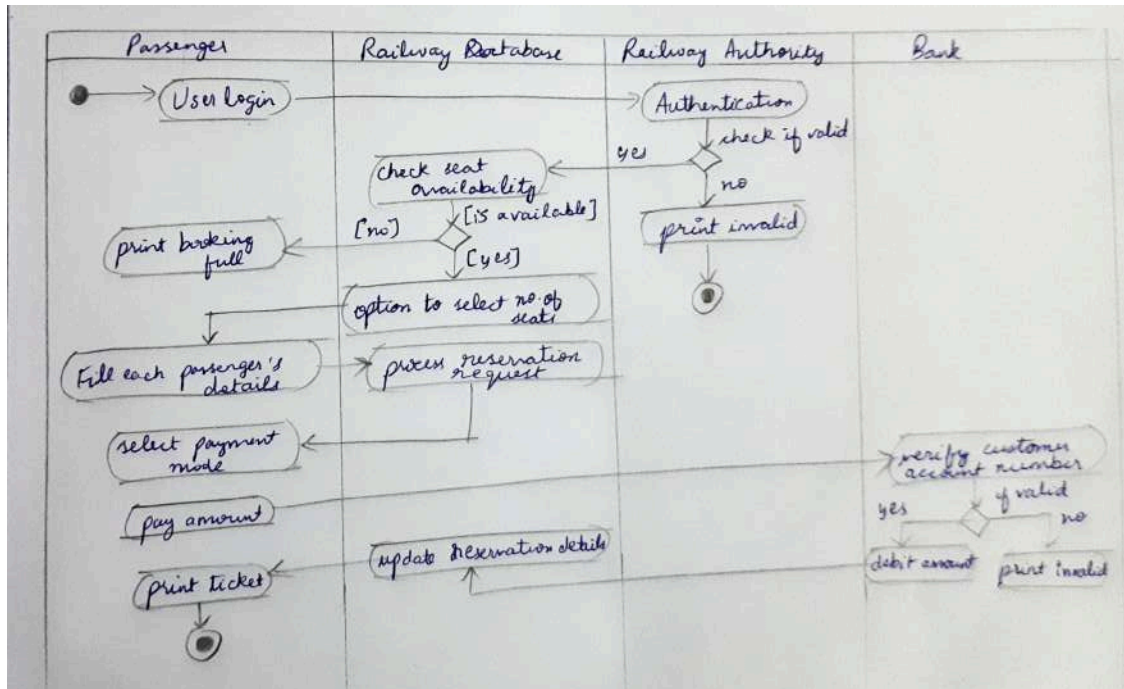 Passenger
Railway Database
Railway Authority
Bank
User login
Authentication
check if valid
yes
no
check seat
availability
print invalid
[is available]
[no]
[yes]
print booking
full
option to select no. of
seats
Fill each passenger's
details
process reservation
request
select payment
mode
verify customer
account number
pay amount
if valid
yes
no
update reservation details
debit amount
print invalid
print ticket